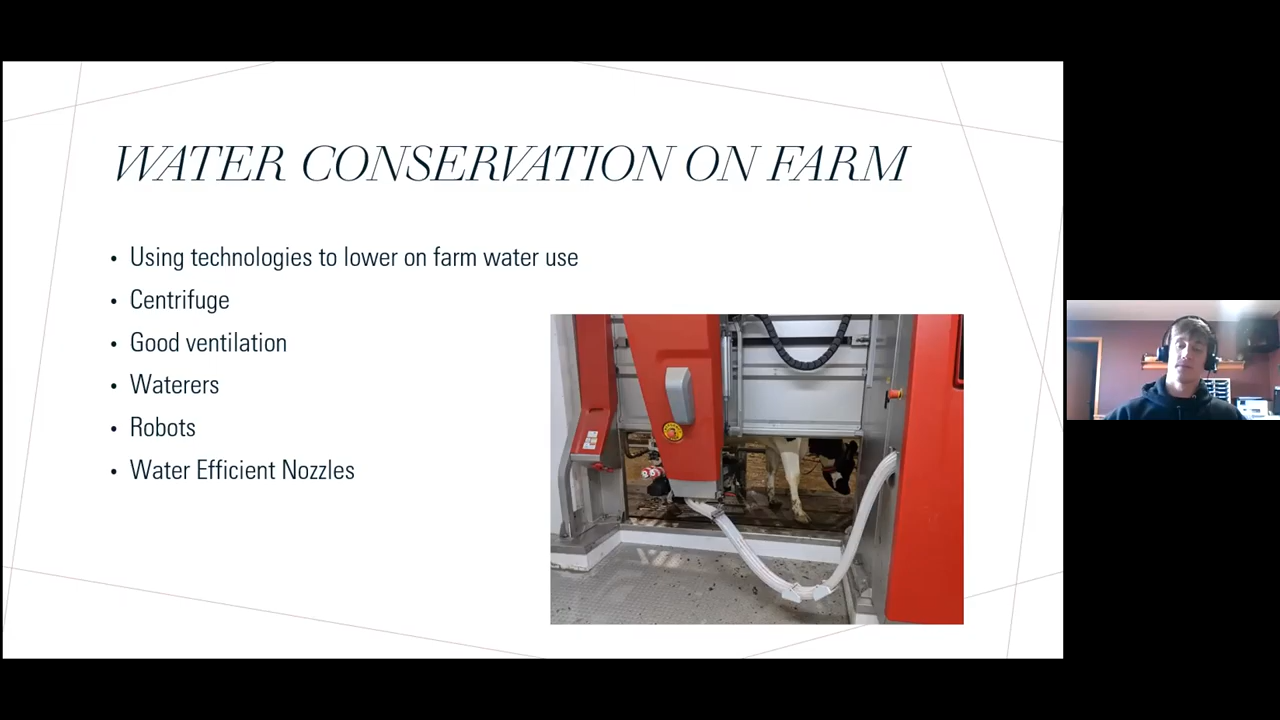 WATER CONSERVATION ON FARM
• Using technologies to lower on farm water use
• Centrifuge
• Good ventilation
• Waterers
• Robots
• Water Efficient Nozzles